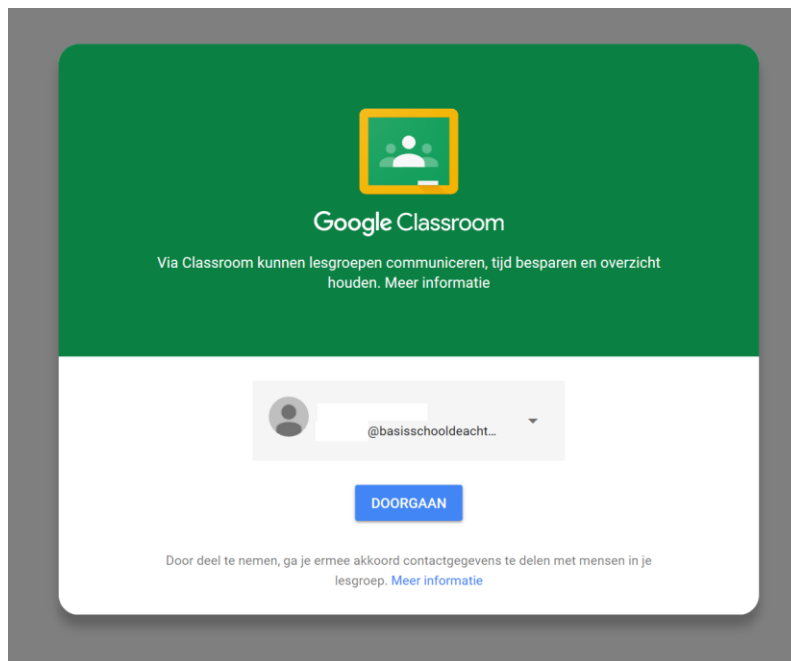 Google Classroom
Via Classroom kunnen lesgroepen communiceren, tijd besparen en overzicht
houden. Meer informatie
@basisschooldeacht...
DOORGAAN
Door deel te nemen, ga je ermee akkoord contactgegevens te delen met mensen in je
lesgroep. Meer informatie